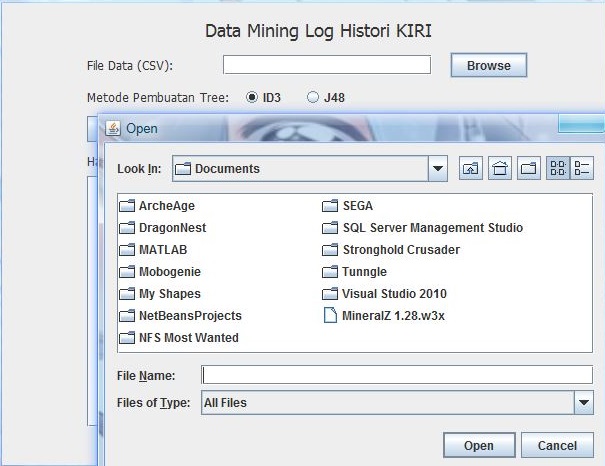 Data Mining Log Histori KIRI
File Data (CSV):
Browse
Metode Pembuatan Tree: ID3 J48
Open
Look In: Documents
ArcheAge
DragonNest
MATLAB
Mobogenie
My Shapes
NetBeansProjects
NFS Most Wanted
SEGA
SQL Server Management Studio
Stronghold Crusader
Tunngle
Visual Studio 2010
MineralZ 1.28.w3x
File Name:
Files of Type: All Files
Open Cancel